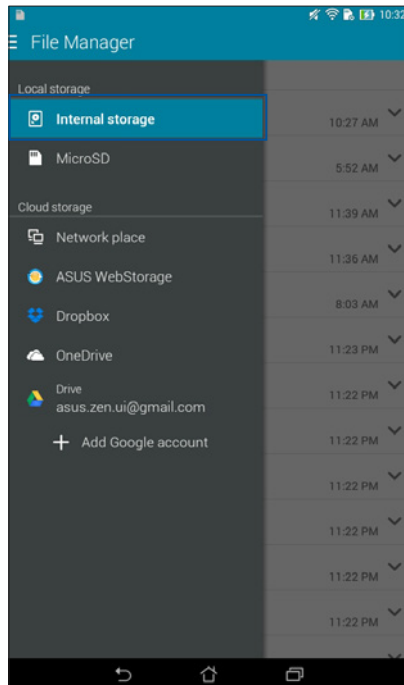 10:32
File Manager
Local storage
Internal storage
10:27 AM
MicroSD
5:52 AM
Cloud storage
11:39 AM
Network place
11:36 AM
ASUS WebStorage
8:03 AM
Dropbox
OneDrive
11:23 PM
Drive
asus.zen.ui@gmail.com
11:22 PM
Add Google account
11:22 PM
11:22 PM
11:22 PM
11:22 PM
11:22 PM